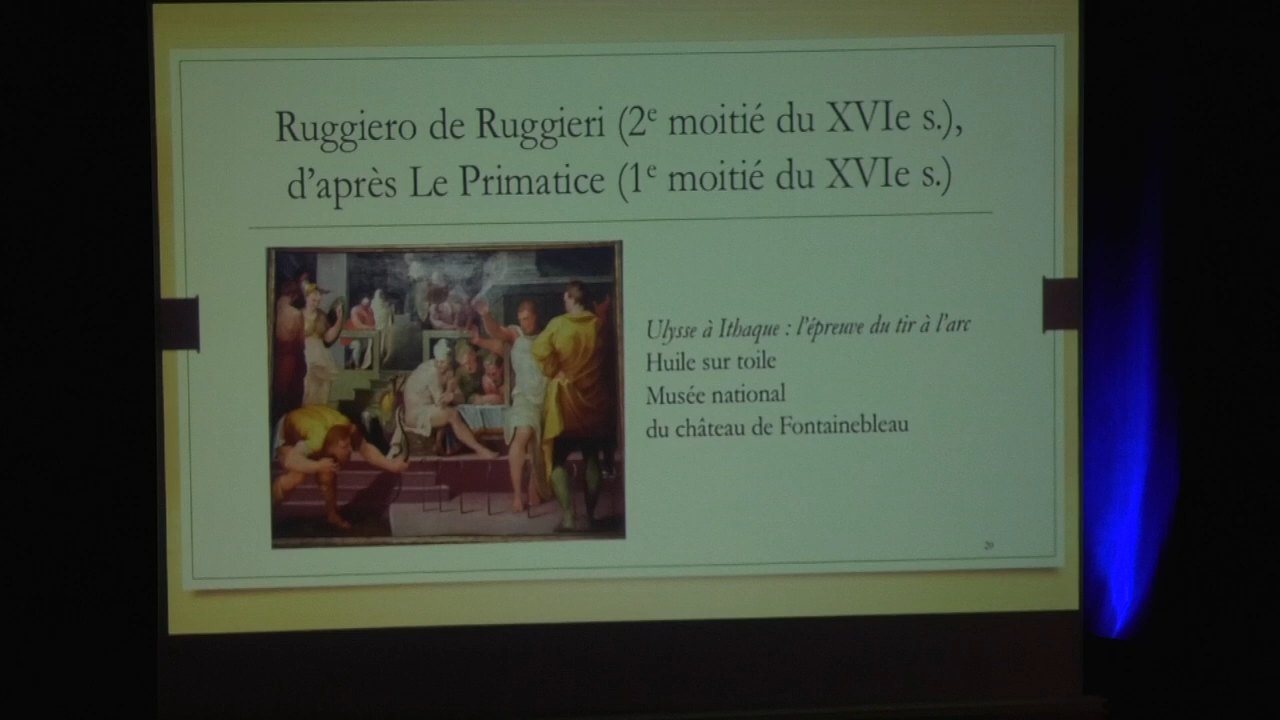 Ruggiero de Ruggieri (2e moitié du XVIe s.),
d'après Le Primatice (1e moitié du XVIe s.)
Ulysse à Ithaque : l'épreuve du tir à l'arc
Huile sur toile
Musée national
du château de Fontainebleau